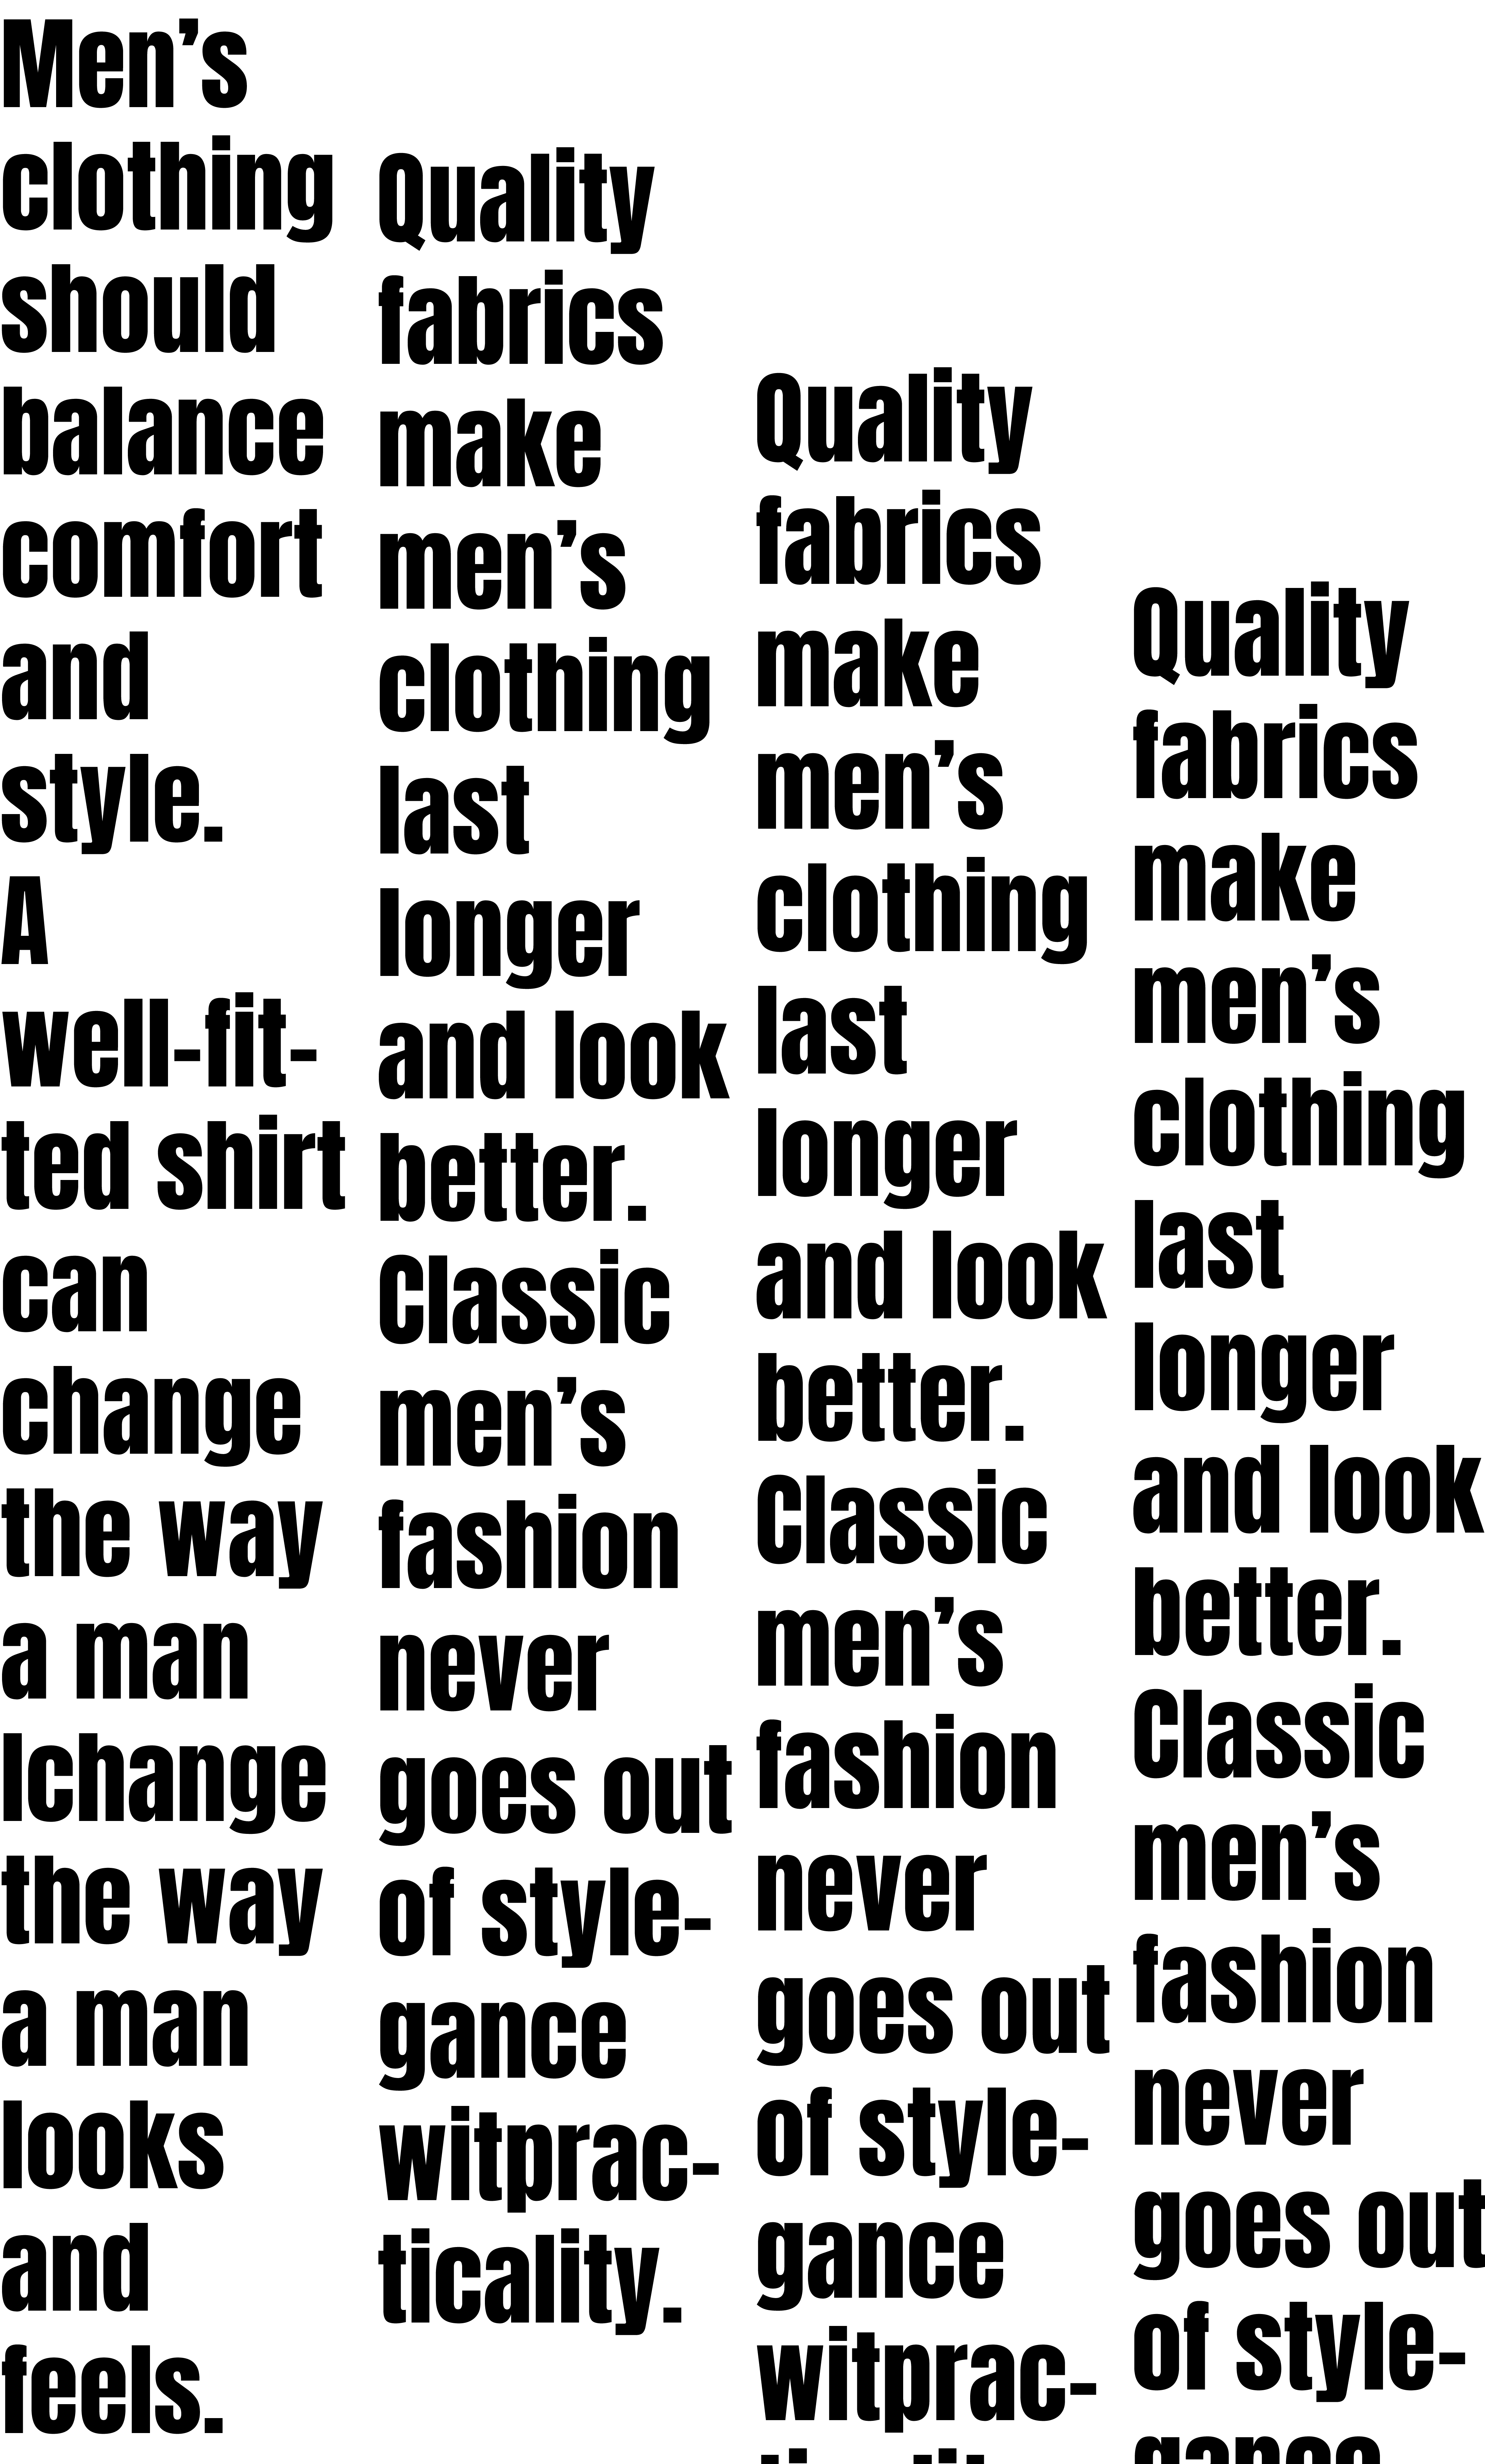 Men’s
clothing
should
balance
comfort
and
style.
A
well-fit-
ted shirt
can
change
the way
a man
lchange
the way
a man
looks
and
feels.
Quality
fabrics
make
men’s
clothing
last
longer
and look
better.
Classic
men’s
fashion
never
goes out
of style-
gance
witprac-
ticality.
Quality
fabrics
make
men’s
clothing
last
longer
and look
better.
Classic
men’s
fashion
never
goes out
of style-
gance
witprac-
Quality
fabrics
make
men’s
clothing
last
longer
and look
better.
Classic
men’s
fashion
never
goes out
of style-